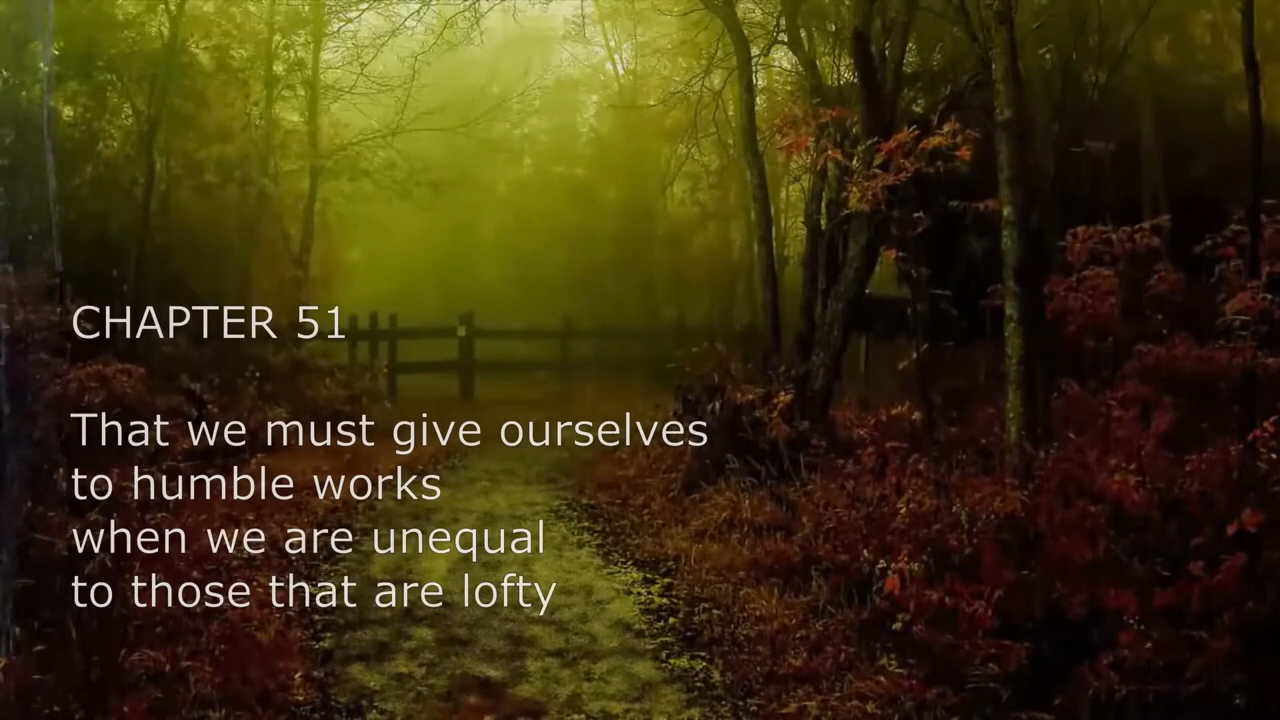 CHAPTER 51
That we must give ourselves
to humble works
when we are unequal
to those that are lofty